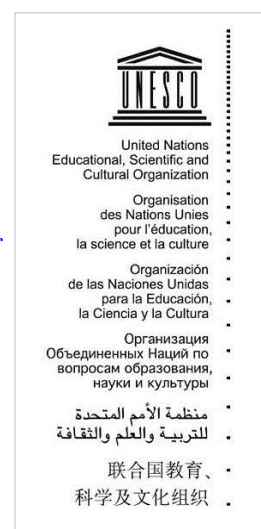 UNESCO
United Nations
Educational, Scientific and
Cultural Organization
Organisation
des Nations Unies
pour l'éducation,
la science et la culture
Organización
de las Naciones Unidas
para la Educación,
la Ciencia y la Cultura
Организация
Объединенных Наций по
вопросам образования,
науки и культуры
منظمة الأمم المتحدة
للتربية والعلم والثقافة
联合国教育、
科学及文化组织